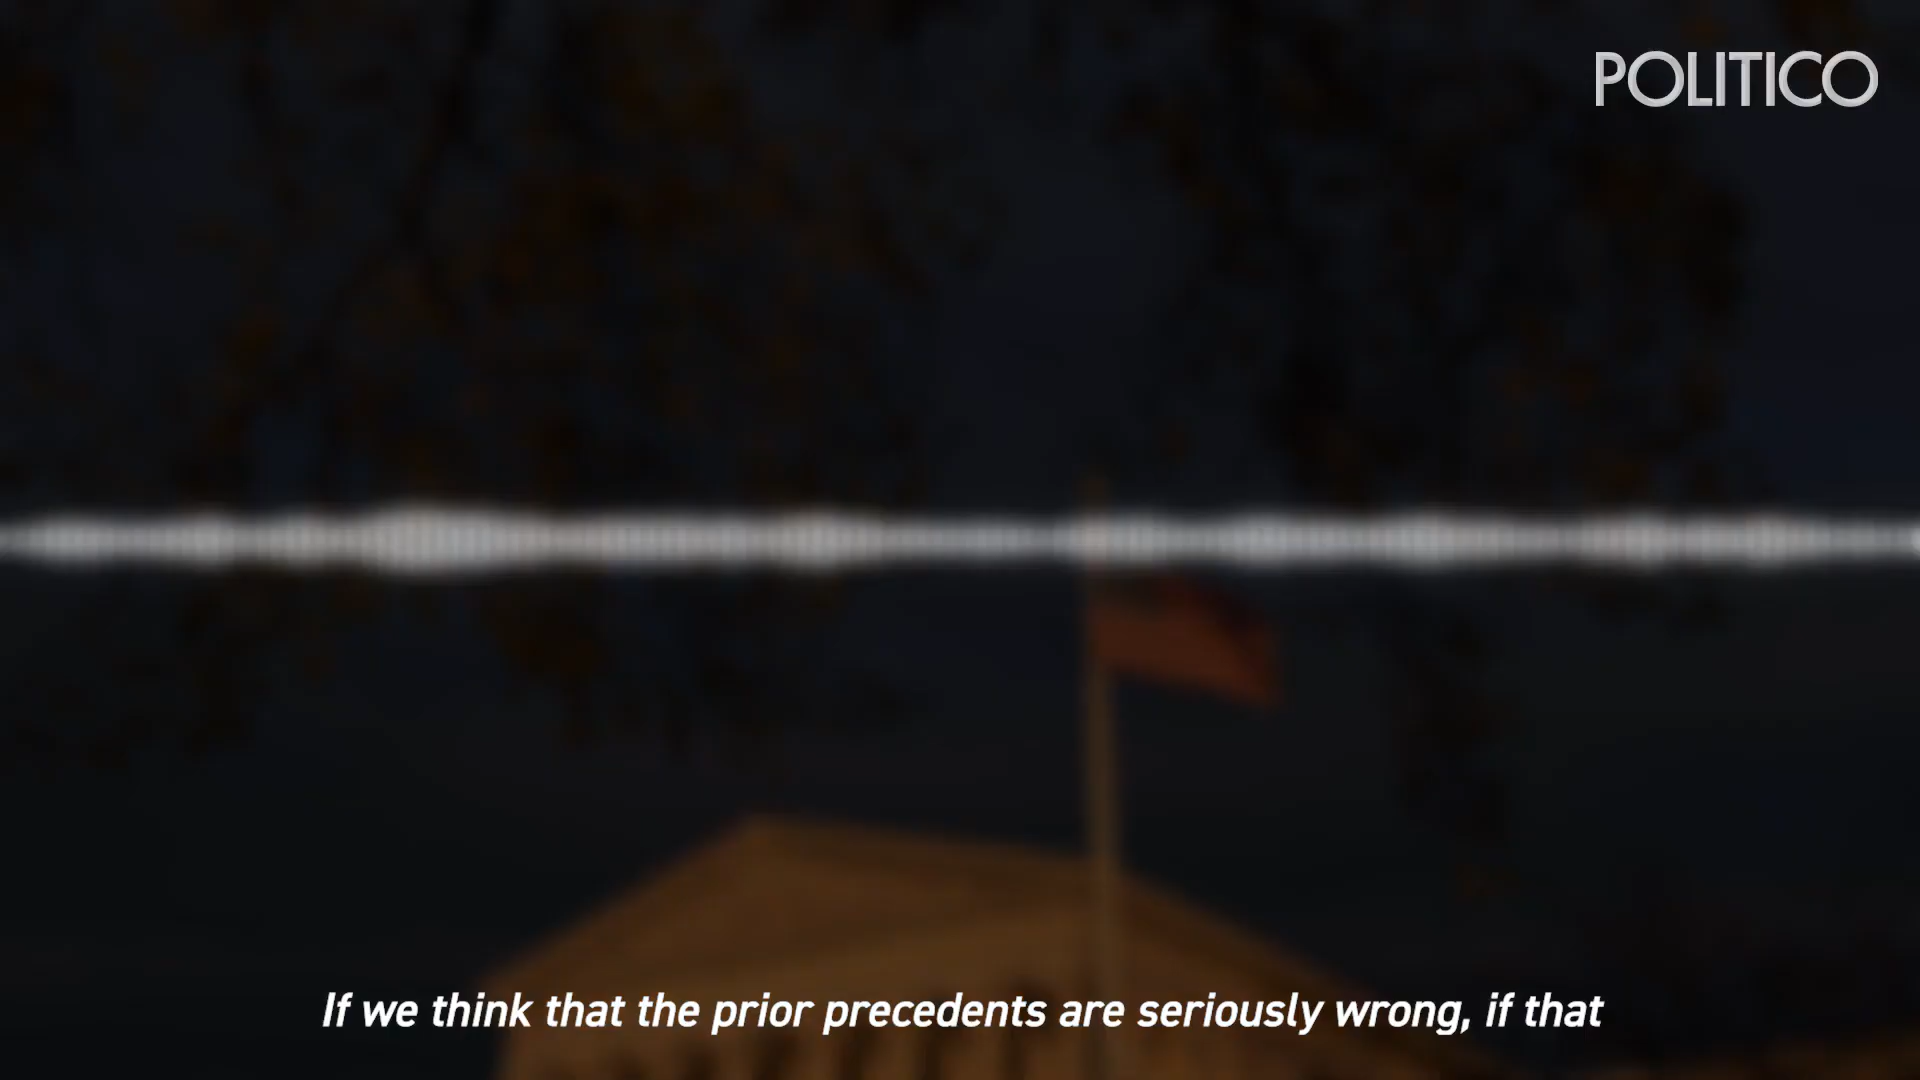 POLITICO
If we think that the prior precedents are seriously wrong, if that